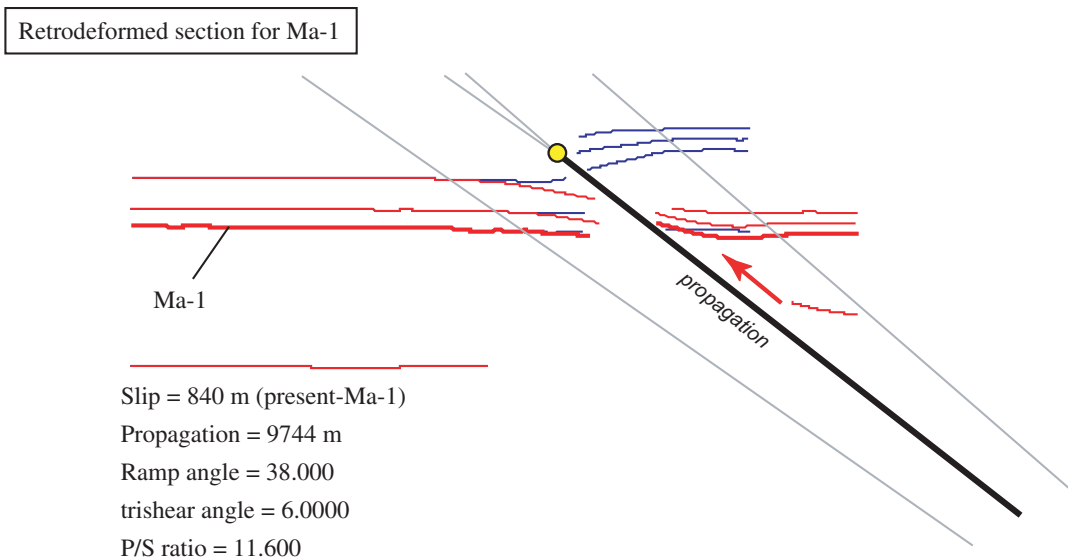 Retrodeformed section for Ma-1
propagation
Ma-1
Slip = 840 m (present-Ma-1)
Propagation = 9744 m
Ramp angle = 38.000
trishear angle = 6.0000
P/S ratio = 11.600